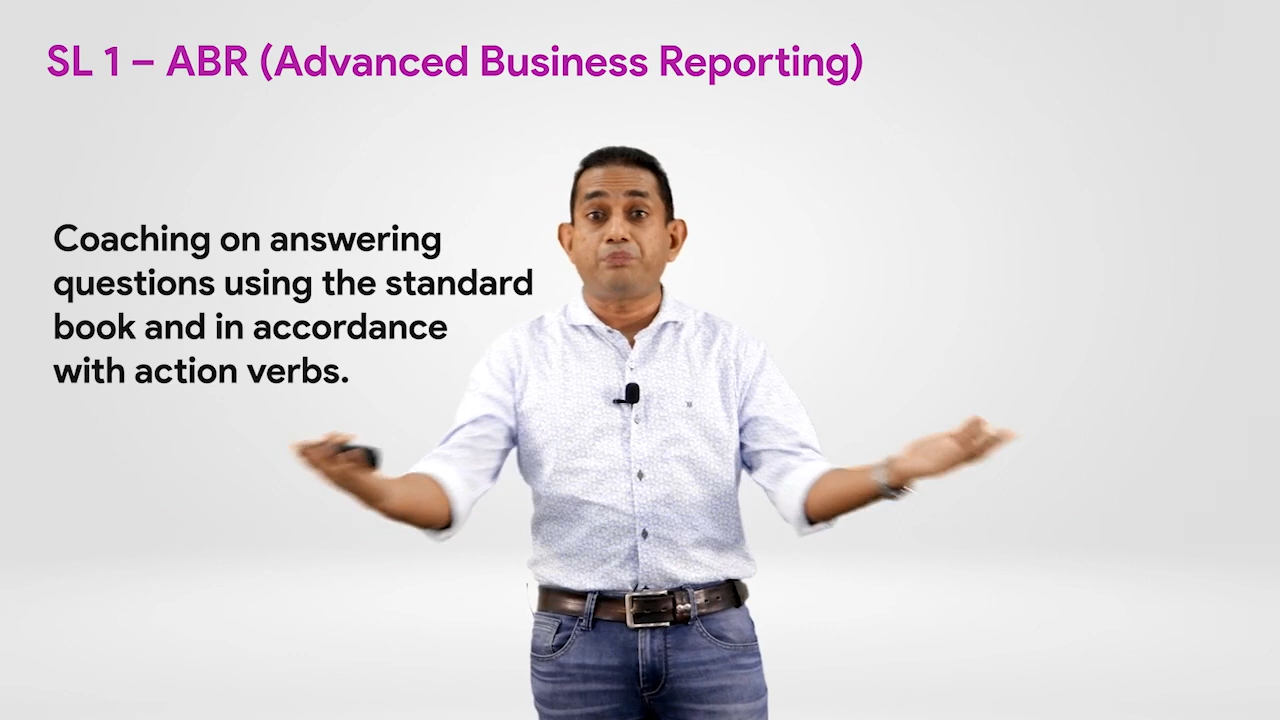 SL 1 – ABR (Advanced Business Reporting)
Coaching on answering
questions using the standard
book and in accordance
with action verbs.